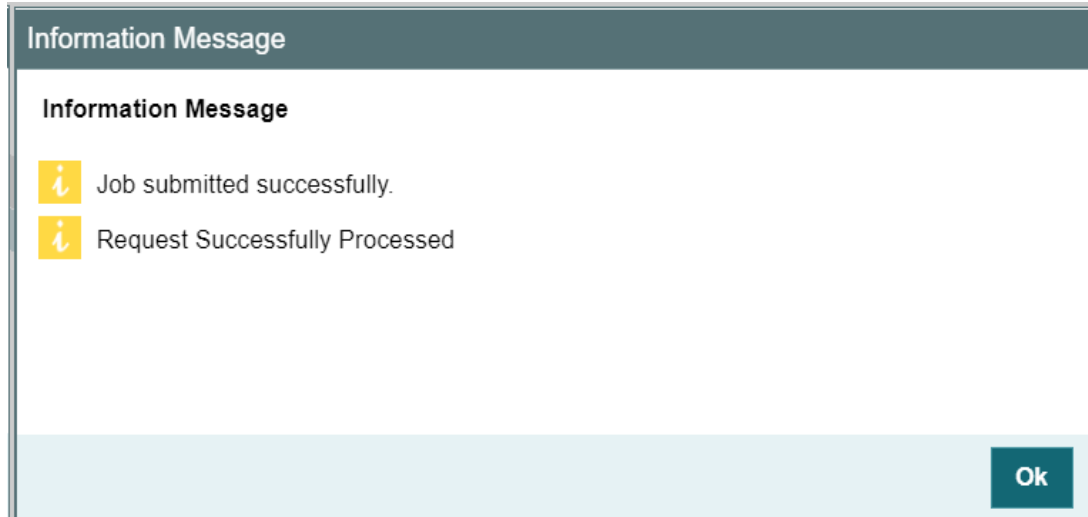 Information Message
Information Message
i Job submitted successfully.
i Request Successfully Processed
Ok